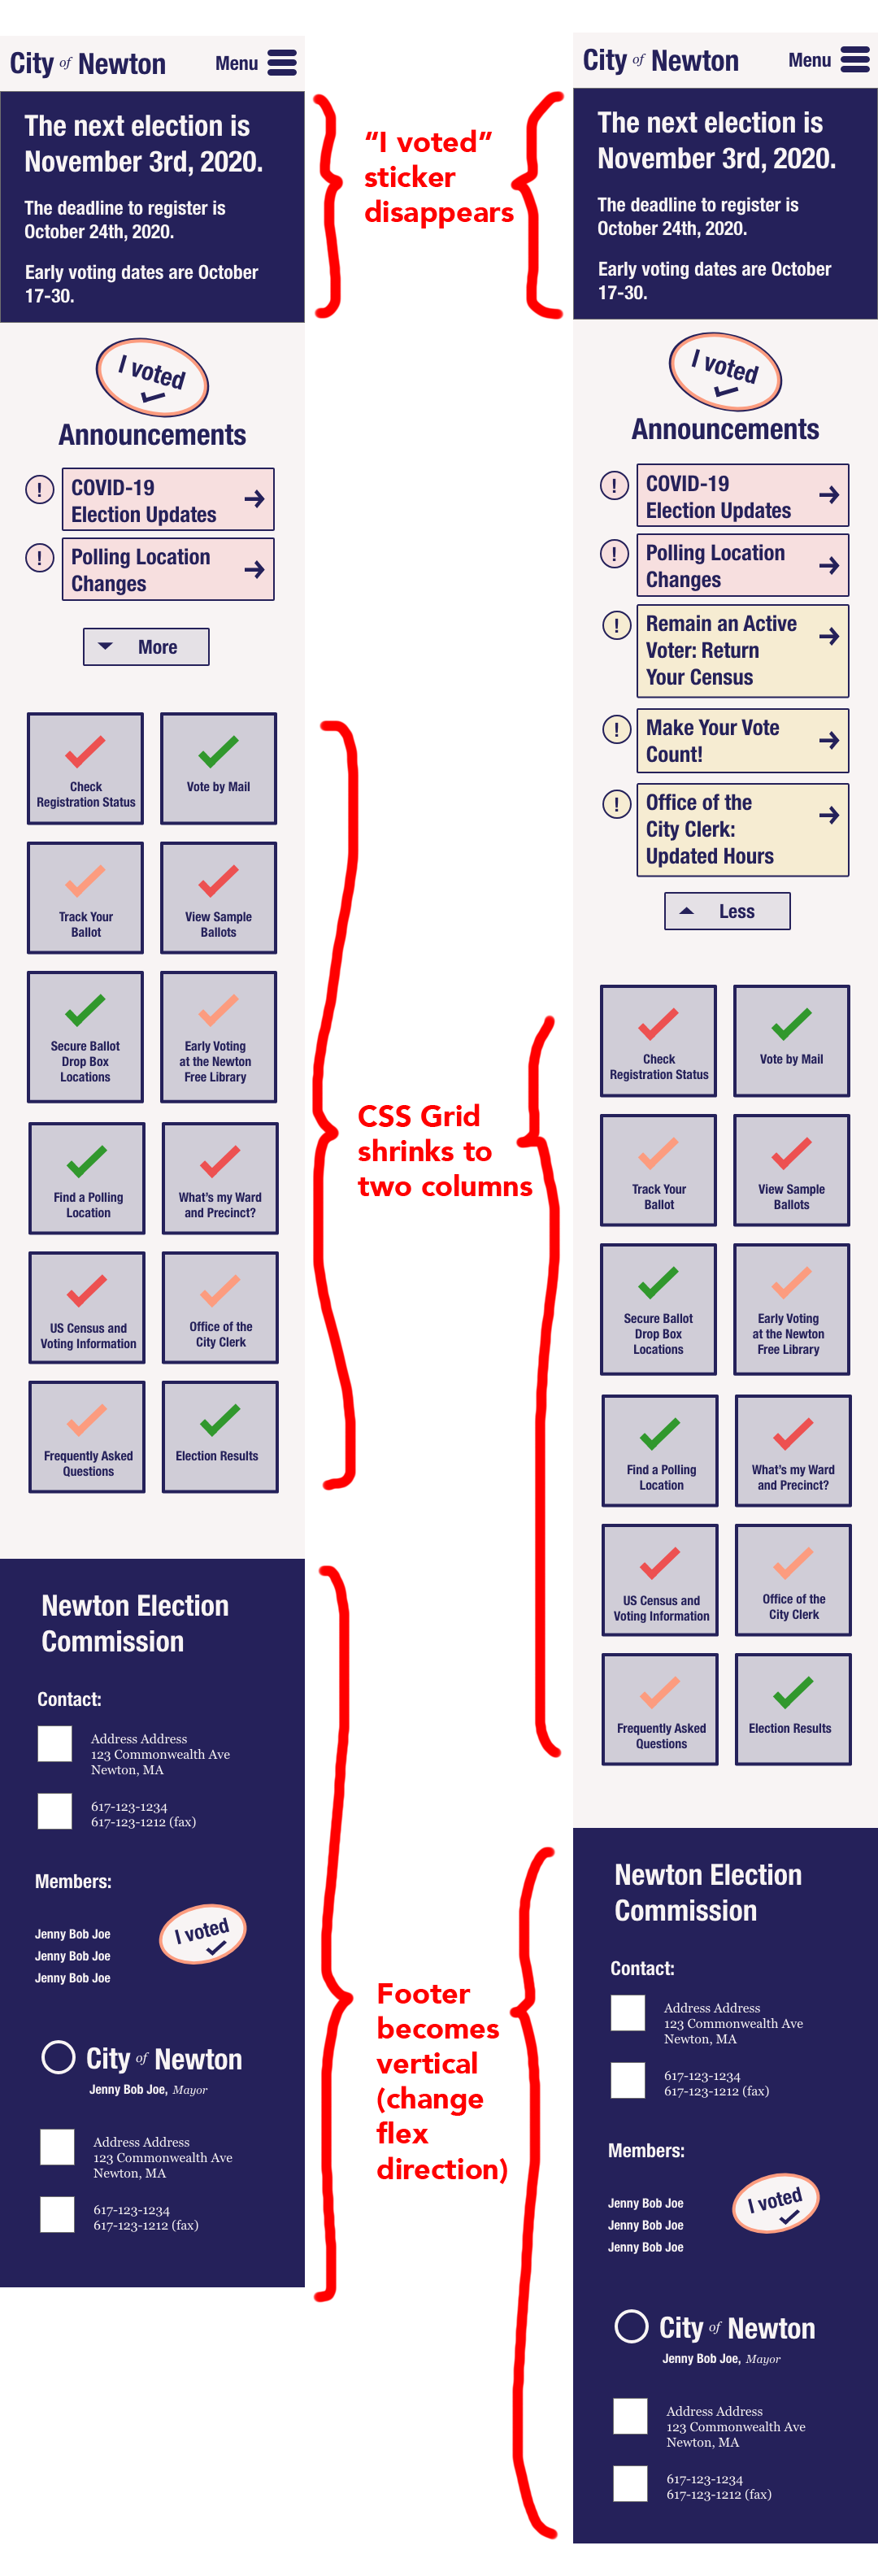 City of Newton
Menu
The next election is
November 3rd, 2020.
The deadline to register is
October 24th, 2020.
Early voting dates are October
17-30.
I voted
Announcements
!
COVID-19
Election Updates
!
Polling Location
Changes
More
Check
Registration Status
Vote by Mail
Track Your
Ballot
View Sample
Ballots
Secure Ballot
Drop Box
Locations
Early Voting
at the Newton
Free Library
Find a Polling
Location
What's my Ward
and Precinct?
US Census and
Voting Information
Office of the
City Clerk
Frequently Asked
Questions
Election Results
Newton Election
Commission
Contact:
Address Address
123 Commonwealth Ave
Newton, MA
617-123-1234
617-123-1212 (fax)
Members:
Jenny Bob Joe
Jenny Bob Joe
Jenny Bob Joe
I voted
City of Newton
Jenny Bob Joe, Mayor
Address Address
123 Commonwealth Ave
Newton, MA
617-123-1234
617-123-1212 (fax)
“I voted”
sticker
disappears
CSS Grid
shrinks to
two columns
Footer
becomes
vertical
(change
flex
direction)
City of Newton
Menu
The next election is
November 3rd, 2020.
The deadline to register is
October 24th, 2020.
Early voting dates are October
17-30.
I voted
Announcements
!
COVID-19
Election Updates
!
Polling Location
Changes
!
Remain an Active
Voter: Return
Your Census
!
Make Your Vote
Count!
!
Office of the
City Clerk:
Updated Hours
Less
Check
Registration Status
Vote by Mail
Track Your
Ballot
View Sample
Ballots
Secure Ballot
Drop Box
Locations
Early Voting
at the Newton
Free Library
Find a Polling
Location
What's my Ward
and Precinct?
US Census and
Voting Information
Office of the
City Clerk
Frequently Asked
Questions
Election Results
Newton Election
Commission
Contact:
Address Address
123 Commonwealth Ave
Newton, MA
617-123-1234
617-123-1212 (fax)
Members:
Jenny Bob Joe
Jenny Bob Joe
Jenny Bob Joe
I voted
City of Newton
Jenny Bob Joe, Mayor
Address Address
123 Commonwealth Ave
Newton, MA
617-123-1234
617-123-1212 (fax)